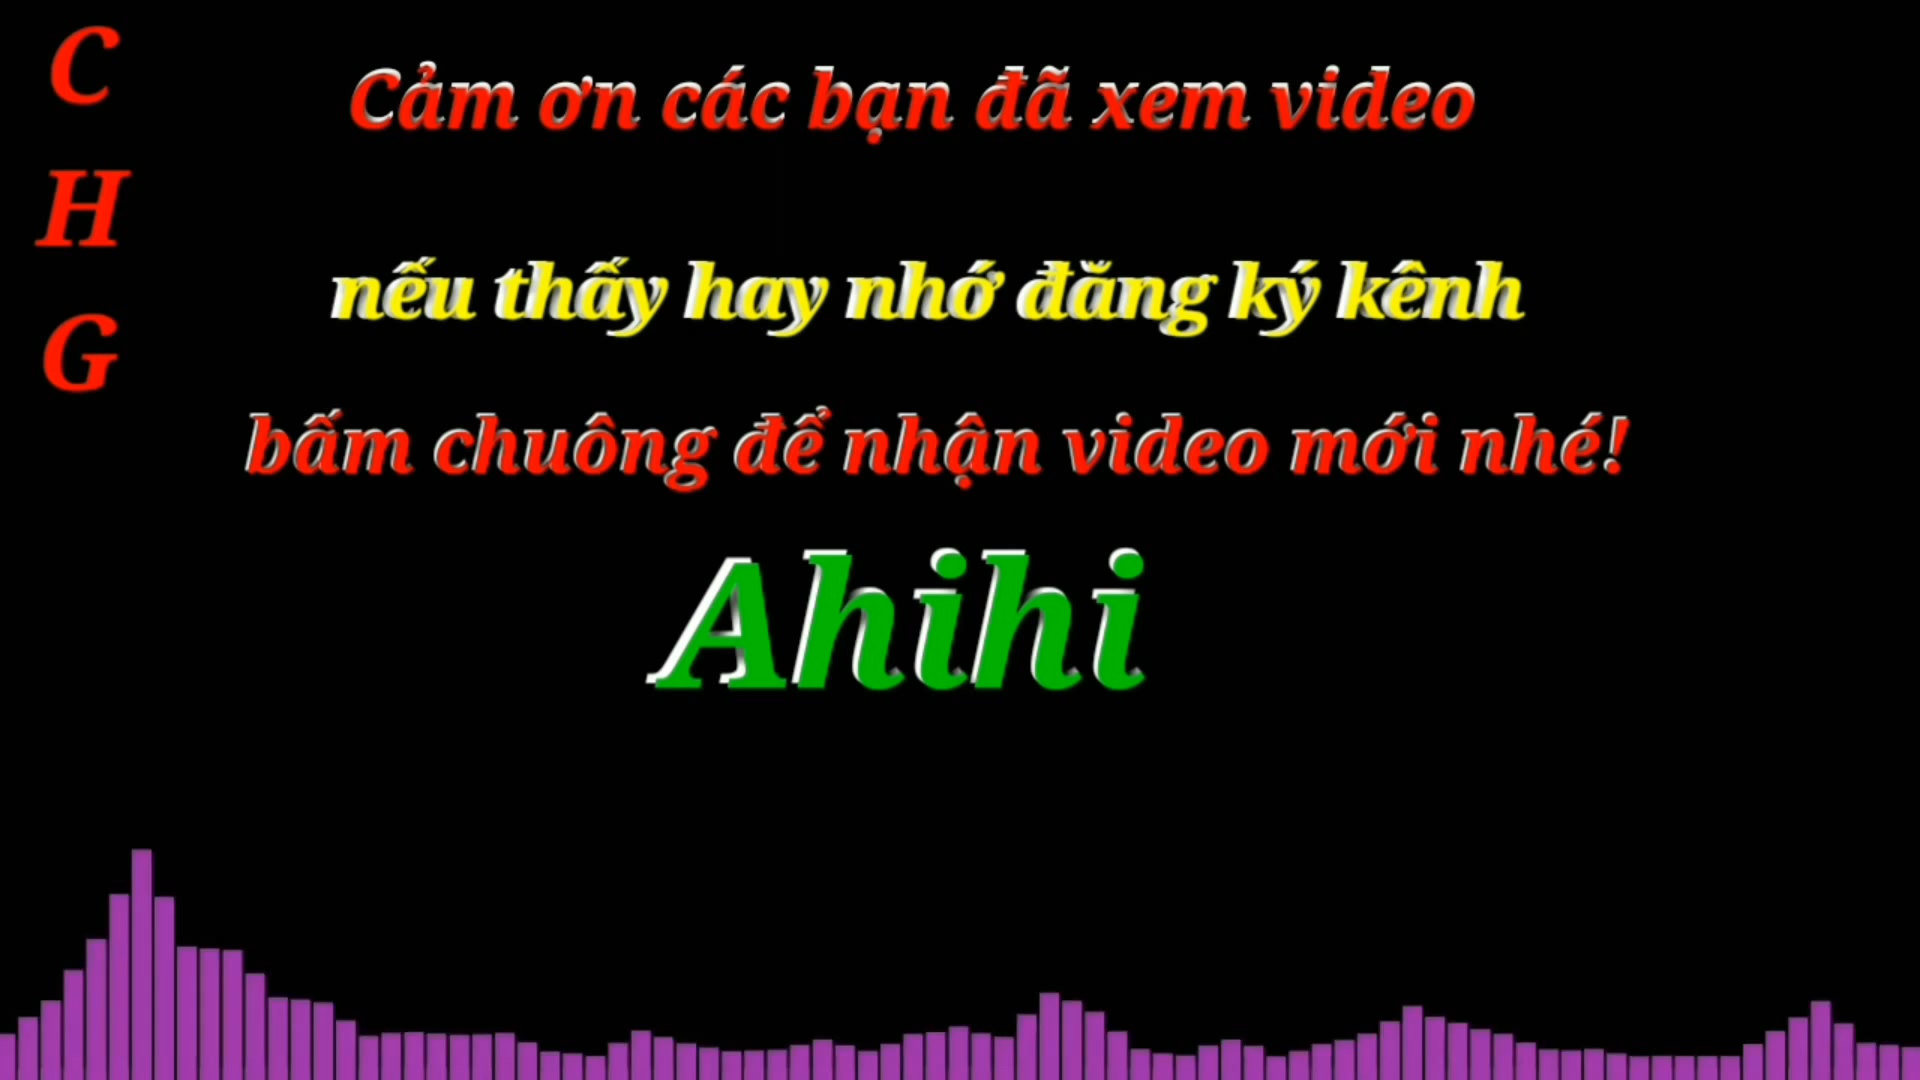 C
H
G
Cảm ơn các bạn đã xem video
nếu thấy hay nhớ đăng ký kênh
bấm chuông để nhận video mới nhé!
Ahihi